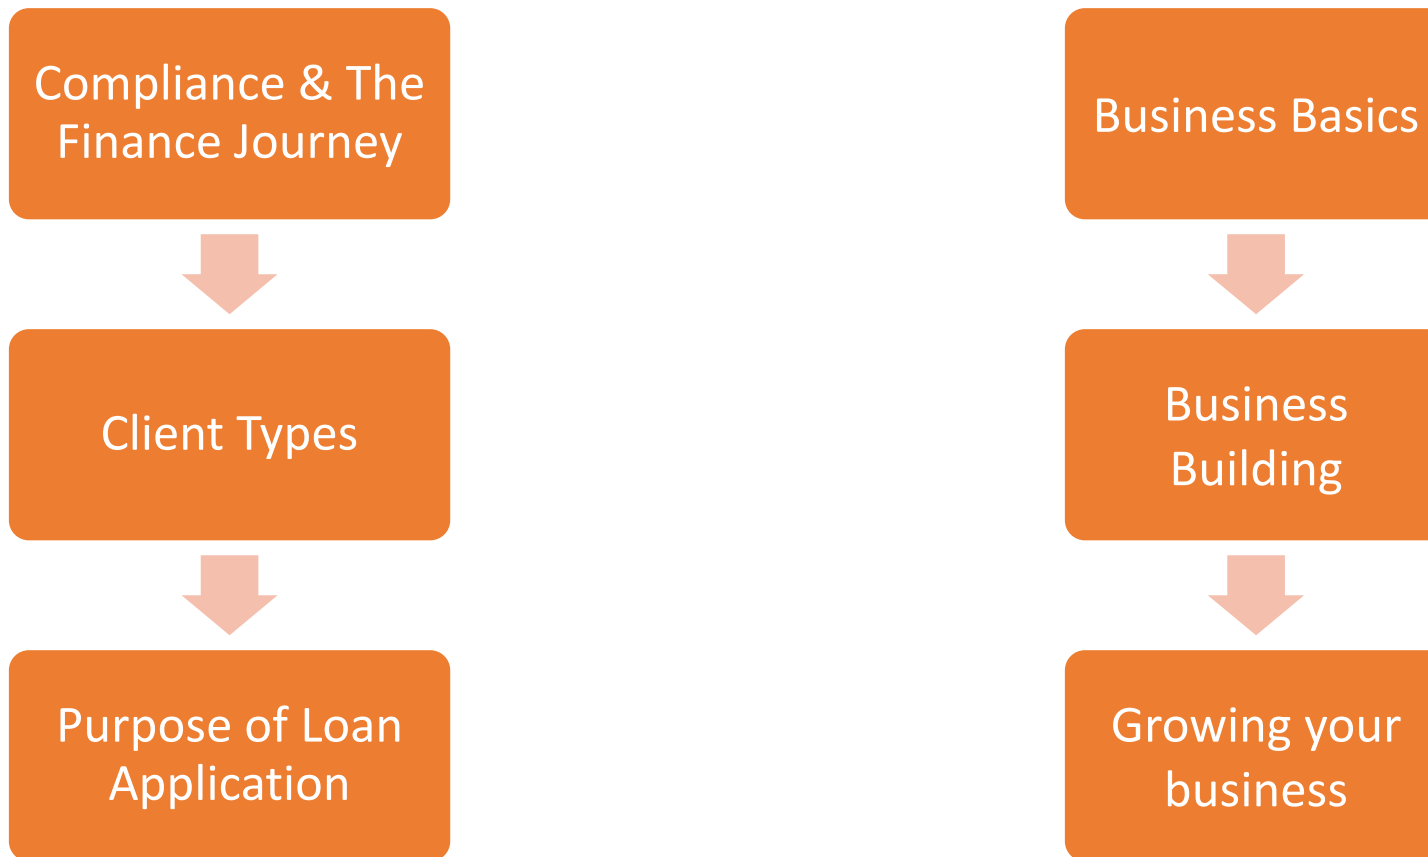 Compliance & The
Finance Journey
Client Types
Purpose of Loan
Application
Business Basics
Business
Building
Growing your
business